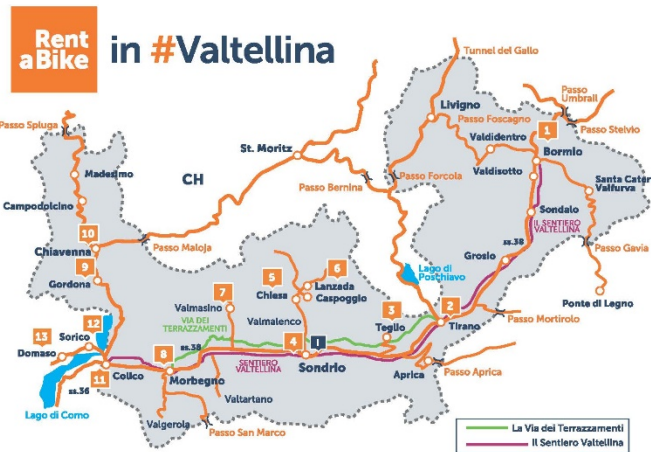 Rent
aBike
in #Valtellina
Tunnel del Gallo
Passo
Umbrail
Passo Stelvio
Livigno
Passo Foscagno
1
Passo Spluga
Valdidentro
Bormio
St. Moritz
Valdisotto
Madesimo
CH
Passo Bernina
Passo Forcola
Santa Cater
Valfurva
Campodolcino
Sondalo
10
IL SENTIERO
VALTELLINA
Chiavenna
Passo Maloja
ss.38
Passo Gavia
9
Grosio
Gordona
5
6
Lago di
Poschiavo
7
Lanzada
Chiesa
Caspoggio
Ponte di Legno
Valmasino
12
VIA DEI
TERRAZZAMENTI
Valmalenco
3
2
Passo Mortirolo
13
Sorico
Teglio
Tirano
Domaso
ss.38
4
i
8
SENTIERO
VALTELLINA
Sondrio
11
Colico
Morbegno
Aprica
Passo Aprica
ss.36
Valtartano
Lago di Como
Valgerola
Passo San Marco
La Via dei Terrazzamenti
Il Sentiero Valtellina